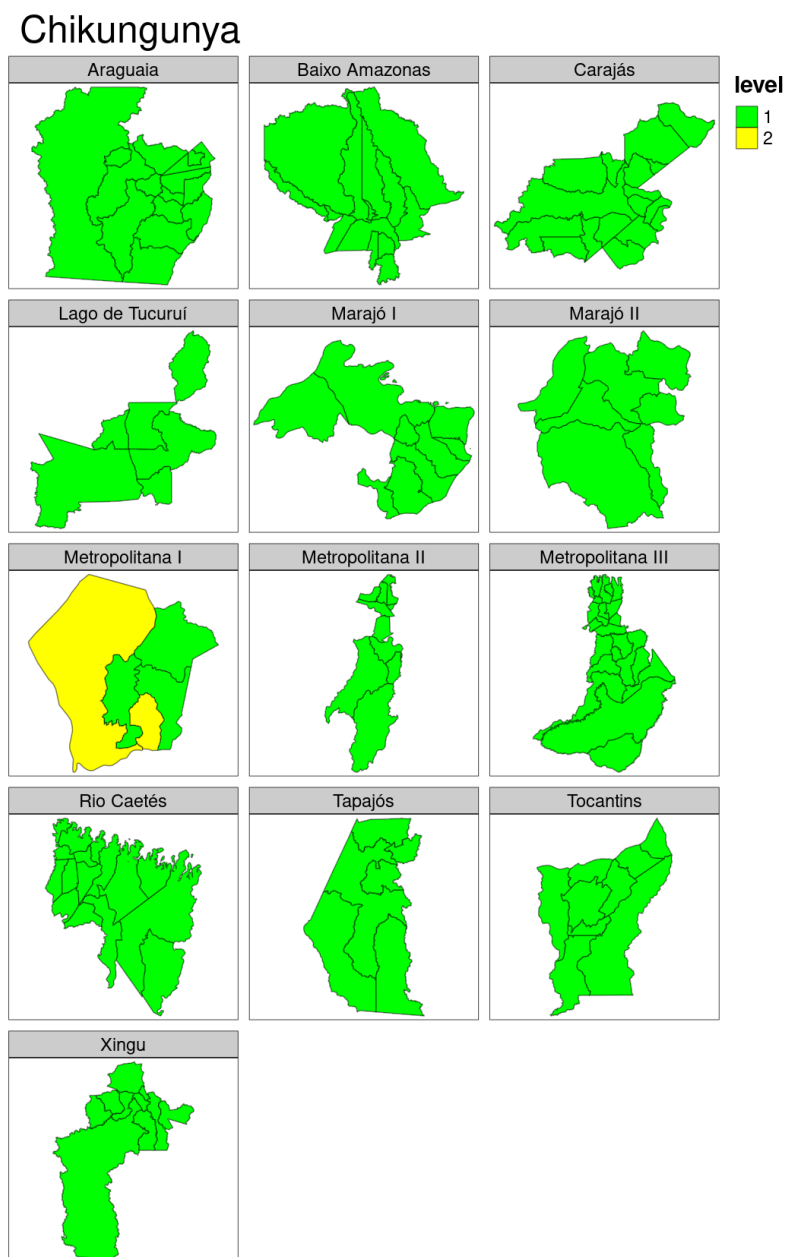 Chikungunya
Araguaia
Baixo Amazonas
Carajás
level
1
2
Lago de Tucuruí
Marajó I
Marajó II
Metropolitana I
Metropolitana II
Metropolitana III
Rio Caetés
Tapajós
Tocantins
Xingu